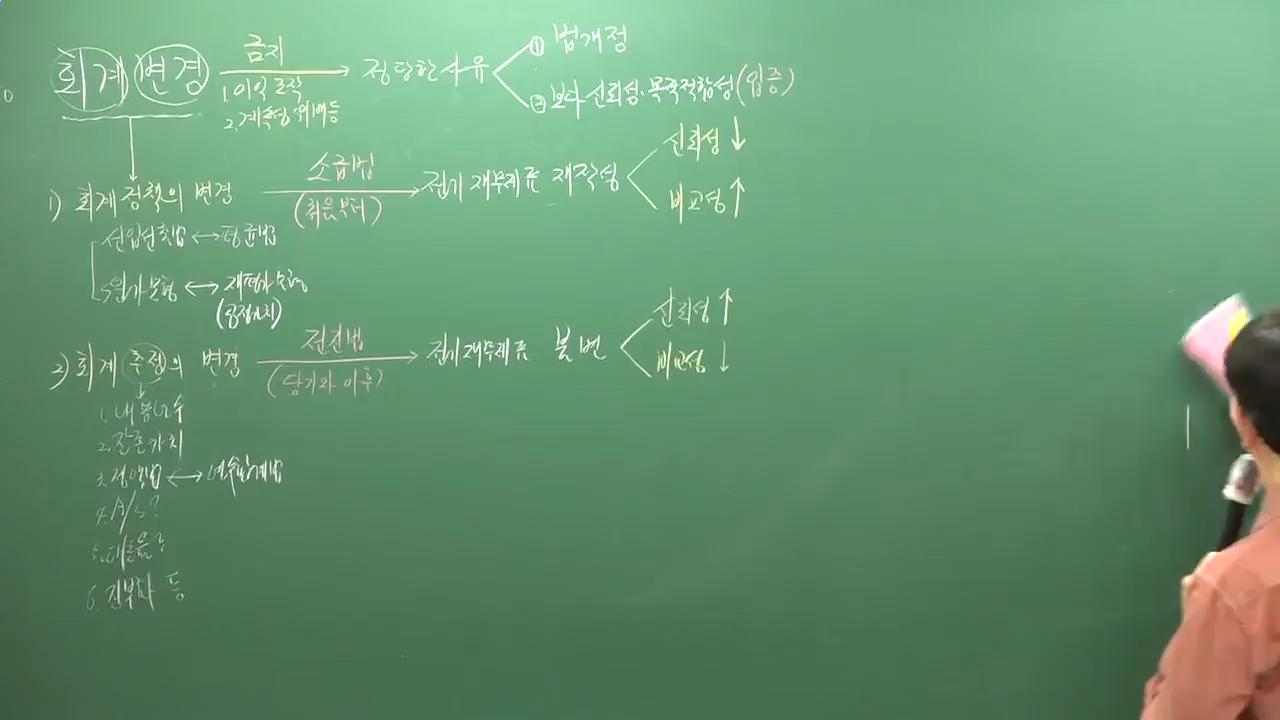 회계변경 금지 → 정당한 사유 ① 법개정
1. 이익조작
2. 계속성 위배 등
② 보다 신뢰성·목적적합성 (입증)
1) 회계정책의 변경 소급법 (처음부터) → 전기 재무제표 재작성 신뢰성 ↓
비교성 ↑
선입선출법 ↔ 평균법
원가모형 ↔ 재평가모형
(공정가치)
2) 회계 추정의 변경 전진법 (당기와 이후) → 전기 재무제표 불변 신뢰성 ↑
비교성 ↓
1. 내용연수
2. 잔존가치
3. 정액법 ↔ 연수합계법
4. A/S?
5. 대손율?
6. 진부화 등